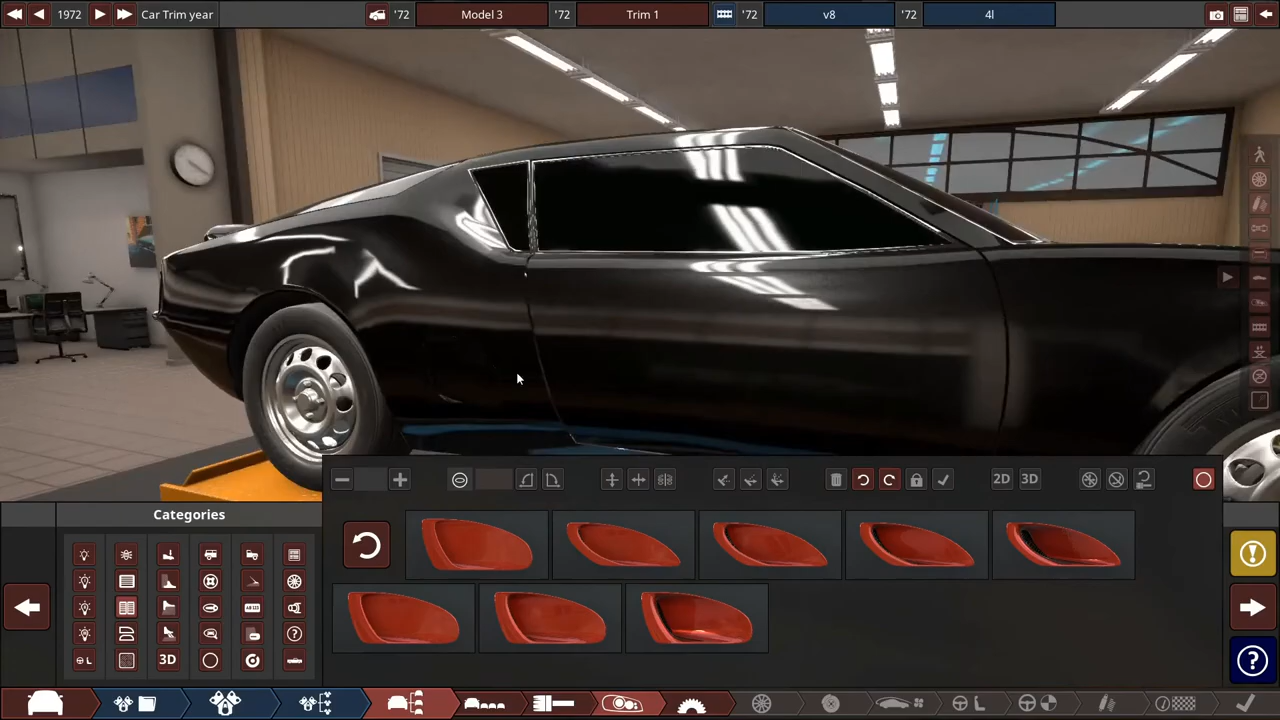 1972 Car Trim year '72 Model 3 '72 Trim 1 '72 v8 '72 4l
2D 3D
Categories
3D
L
?
?